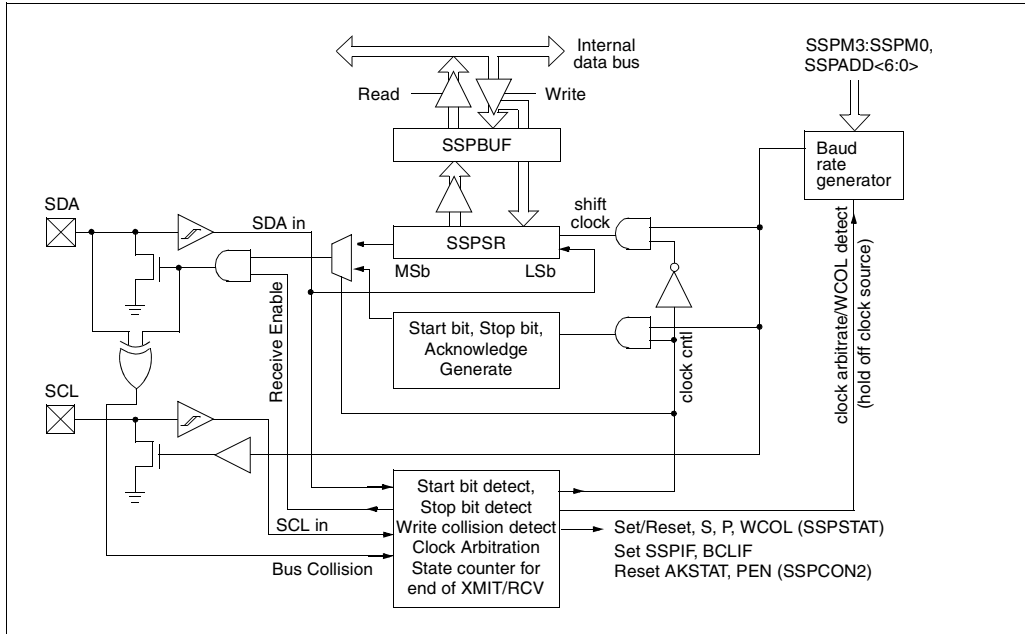 Internal
data bus
SSPM3:SSPM0,
SSPADD<6:0>
Read
Write
SSPBUF
Baud
rate
generator
SDA
SDA in
shift
clock
SSPSR
MSb
LSb
clock arbitrate/WCOL detect
(hold off clock source)
Receive Enable
Start bit, Stop bit,
Acknowledge
Generate
clock cntl
SCL
SCL in
Bus Collision
Start bit detect,
Stop bit detect
Write collision detect
Clock Arbitration
State counter for
end of XMIT/RCV
Set/Reset, S, P, WCOL (SSPSTAT)
Set SSPIF, BCLIF
Reset AKSTAT, PEN (SSPCON2)